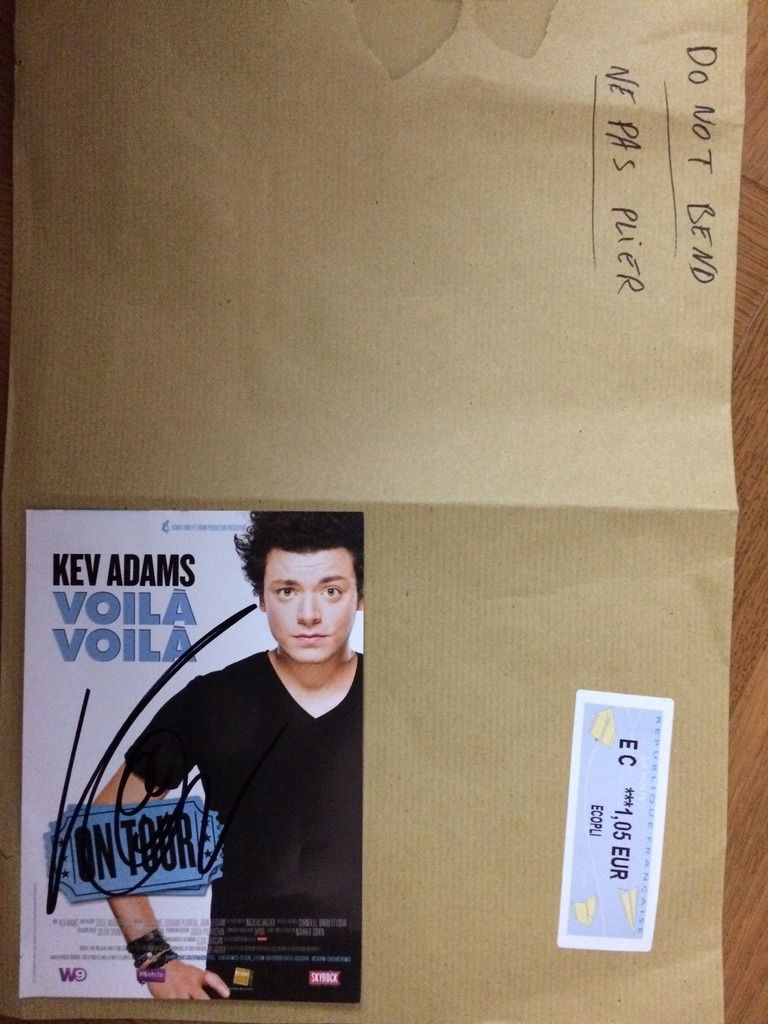 DO NOT BEND
NE PAS PLIER
KEV ADAMS
VOILÀ
VOILÀ
ON TOUR
W9
fnac
SKYROCK
REPUBLIQUE FRANÇAISE
EC ***1,05 EUR
ECOPLI